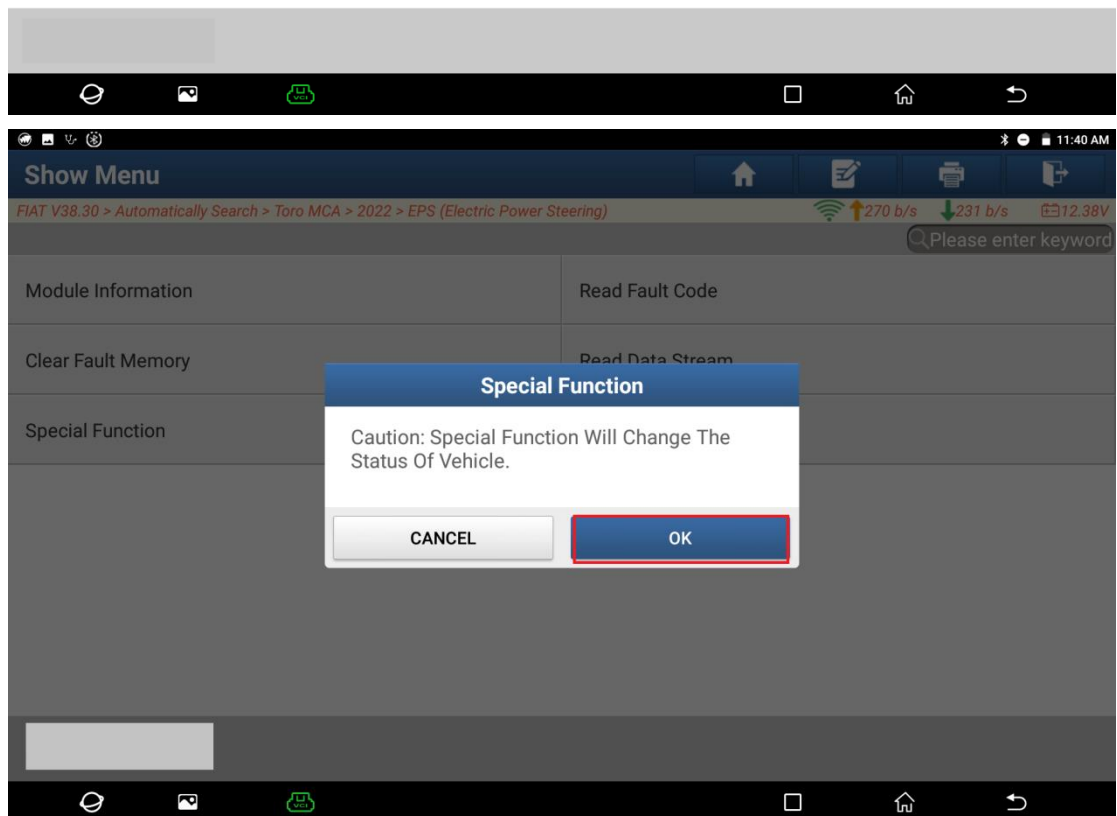 VCI
11:40 AM
Show Menu
FIAT V38.30 > Automatically Search > Toro MCA > 2022 > EPS (Electric Power Steering)
270 b/s
231 b/s
12.38V
Please enter keyword
Module Information
Read Fault Code
Clear Fault Memory
Read Data Stream
Special Function
Special Function
Caution: Special Function Will Change The
Status Of Vehicle.
CANCEL
OK
VCI